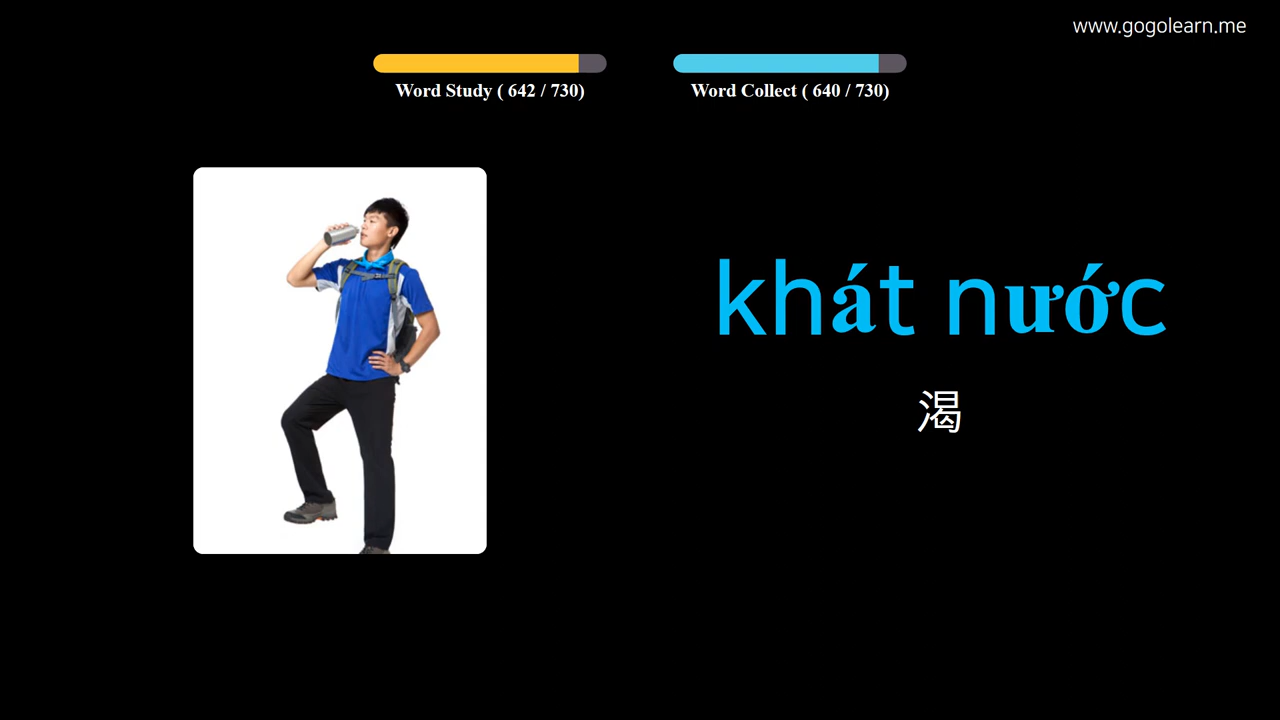 www.gogolearn.me
Word Study ( 642 / 730)
Word Collect ( 640 / 730)
khát nước
渴